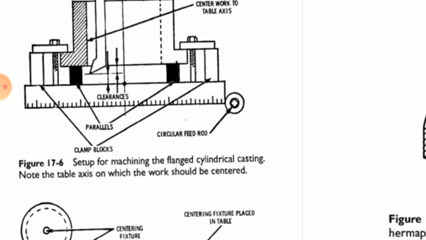 CENTER WORK TO
TABLE AXIS
CLEARANCES
PARALLELS
CIRCULAR FEED ROD
CLAMP BLOCKS
Figure 17-6 Setup for machining the flanged cylindrical casting.
Note the table axis on which the work should be centered.
CENTERING FIXTURE PLACED
IN TABLE
CENTERING
FIXTURE
Figure
hermap